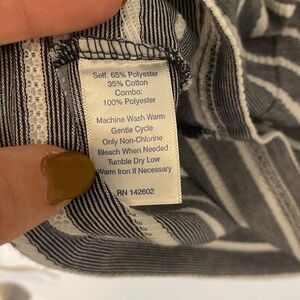 Self: 65% Polyester
35% Cotton
Combo:
100% Polyester
Machine Wash Warm
Gentle Cycle
Only Non-Chlorine
Bleach When Needed
Tumble Dry Low
Warm Iron if Necessary
RN 142602